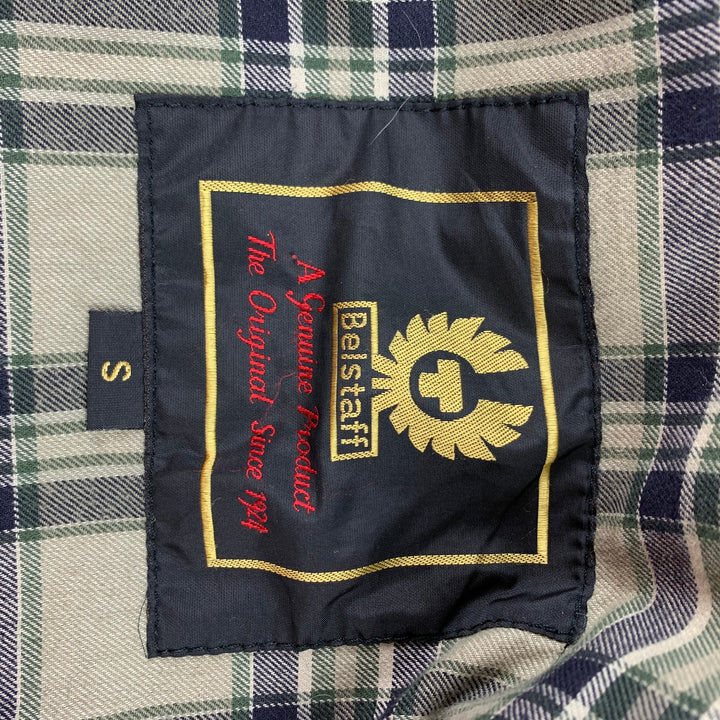 Belstaff
A Genuine Product
The Original Since 1924
S